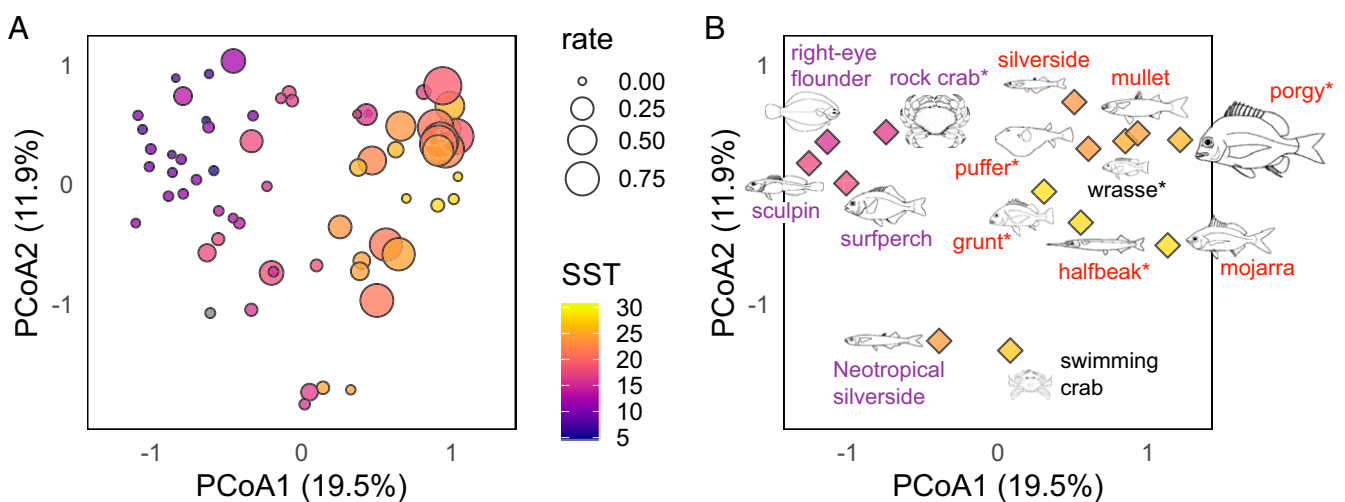 A
1
0
-1
PCoA2 (11.9%)
-1
0
1
PCoA1 (19.5%)
rate
0.00
0.25
0.50
0.75
SST
30
25
20
15
10
5
B
1
0
-1
PCoA2 (11.9%)
right-eye
flounder
rock crab*
silverside
mullet
porgy*
puffer*
wrasse*
sculpin
surfperch
grunt*
halfbeak*
mojarra
Neotropical
silverside
swimming
crab
-1
0
1
PCoA1 (19.5%)